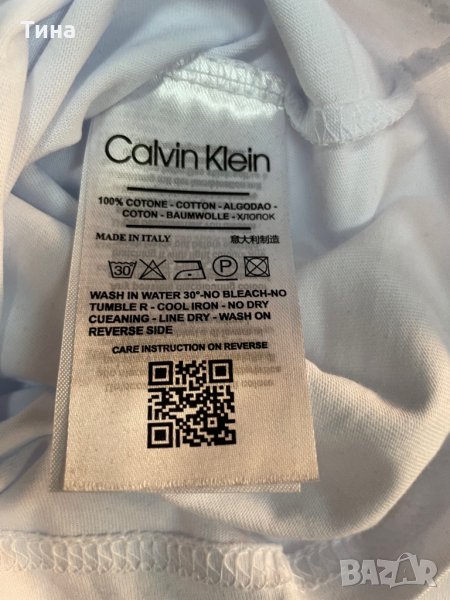 Тина
Calvin Klein
100% COTONE - COTTON - ALGODAO -
COTON - BAUMWOLLE - ХЛОПОК
MADE IN ITALY 意大利制造
30 P
WASH IN WATER 30°-NO BLEACH-NO
TUMBLE R - COOL IRON - NO DRY
CUEANING - LINE DRY - WASH ON
REVERSE SIDE
CARE INSTRUCTION ON REVERSE
BAZAR